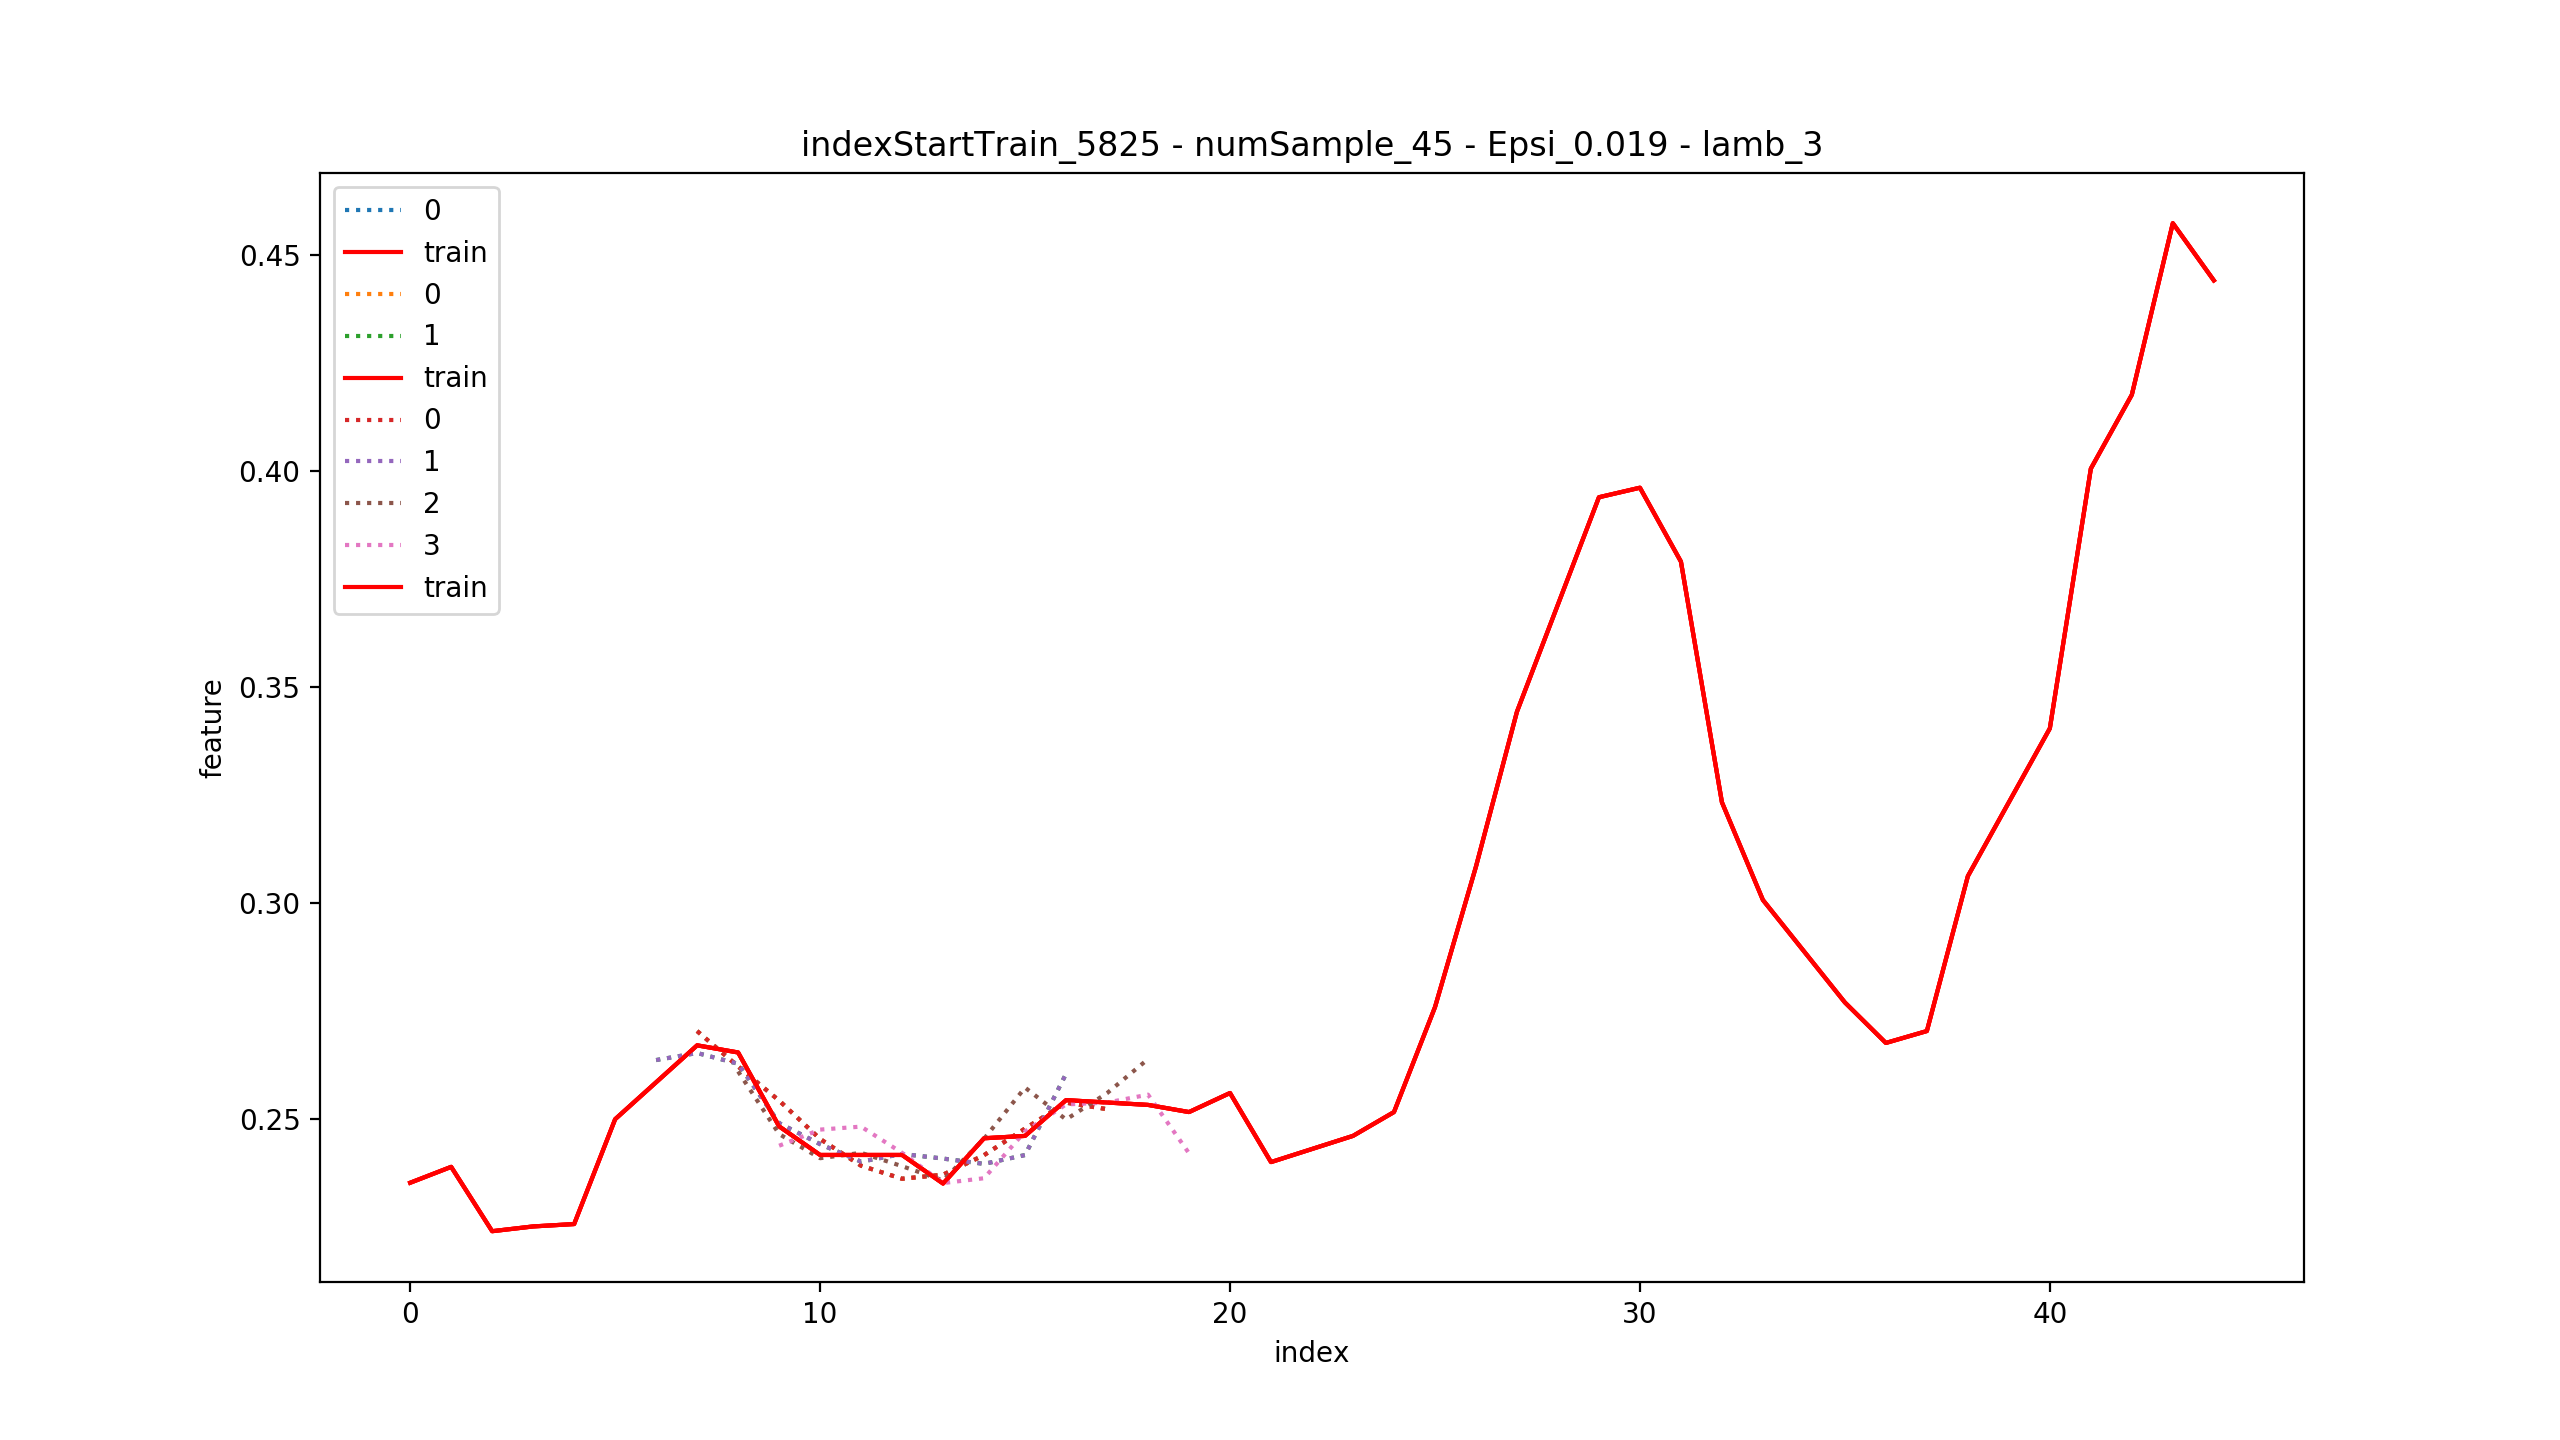 indexStartTrain_5825 - numSample_45 - Epsi_0.019 - lamb_3
0
train
0
1
train
0
1
2
3
train
0.45
0.40
0.35
0.30
0.25
feature
0 10 20 30 40
index